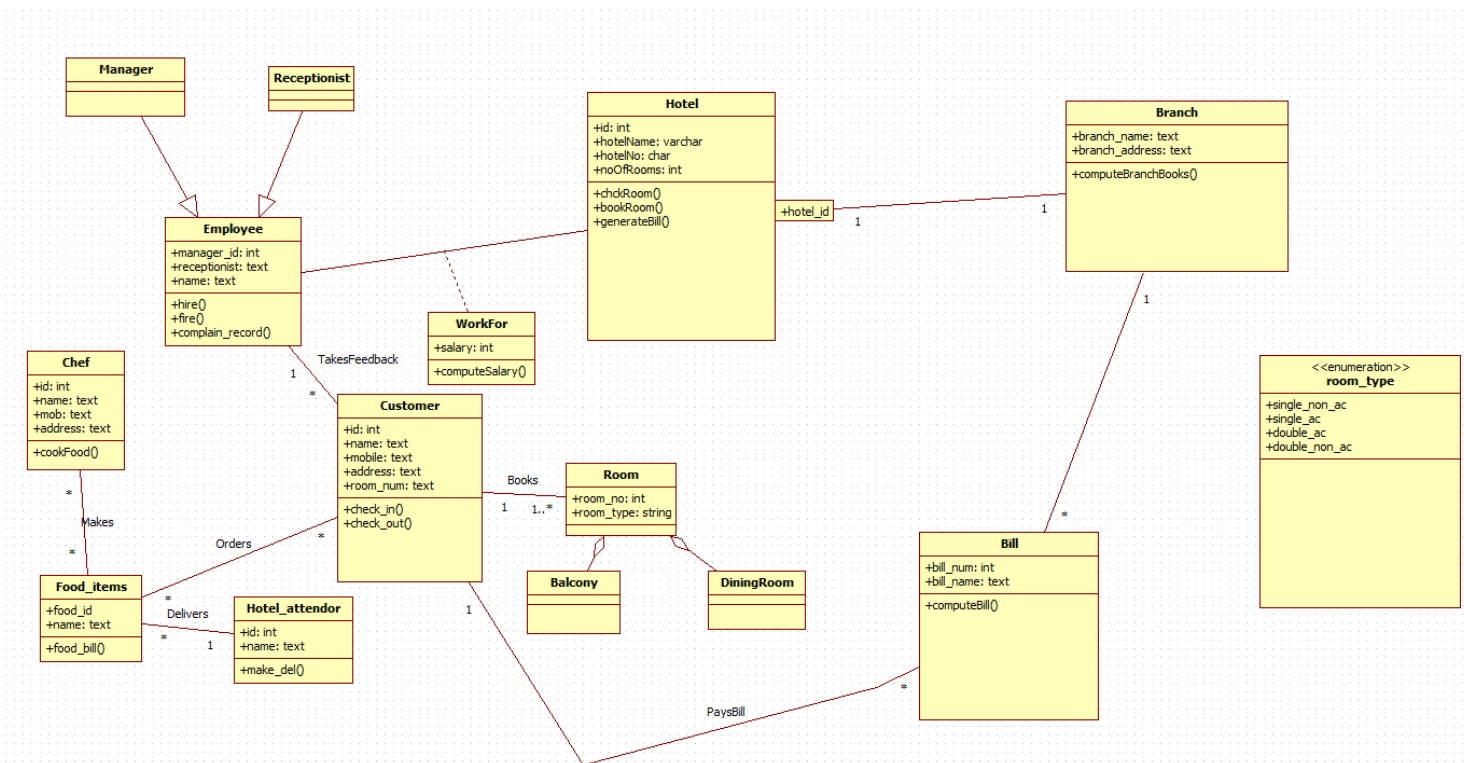 Manager
Receptionist
Hotel
+id: int
+hotelName: varchar
+hotelNo: char
+noOfRooms: int
+chckRoom()
+bookRoom()
+generateBill()
+hotel_id
1
1
Branch
+branch_name: text
+branch_address: text
+computeBranchBooks()
1
Employee
+manager_id: int
+receptionist: text
+name: text
+hire()
+fire()
+complain_record()
WorkFor
+salary: int
+computeSalary()
TakesFeedback
1
*
Chef
+id: int
+name: text
+mob: text
+address: text
+cookFood()
*
Makes
*
Customer
+id: int
+name: text
+mobile: text
+address: text
+room_num: text
+check_in()
+check_out()
Books
1
1..*
Room
+room_no: int
+room_type: string
<<enumeration>>
room_type
+single_non_ac
+single_ac
+double_ac
+double_non_ac
Orders
*
*
Food_items
+food_id
+name: text
+food_bill()
Delivers
*
1
Hotel_attendor
+id: int
+name: text
+make_del()
Balcony
DiningRoom
*
Bill
+bill_num: int
+bill_name: text
+computeBill()
1
PaysBill
*